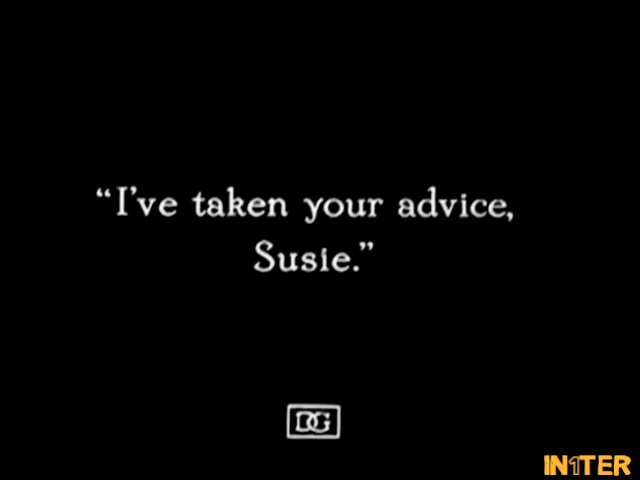 “I've taken your advice,
Susie.”
DG
IN1TER